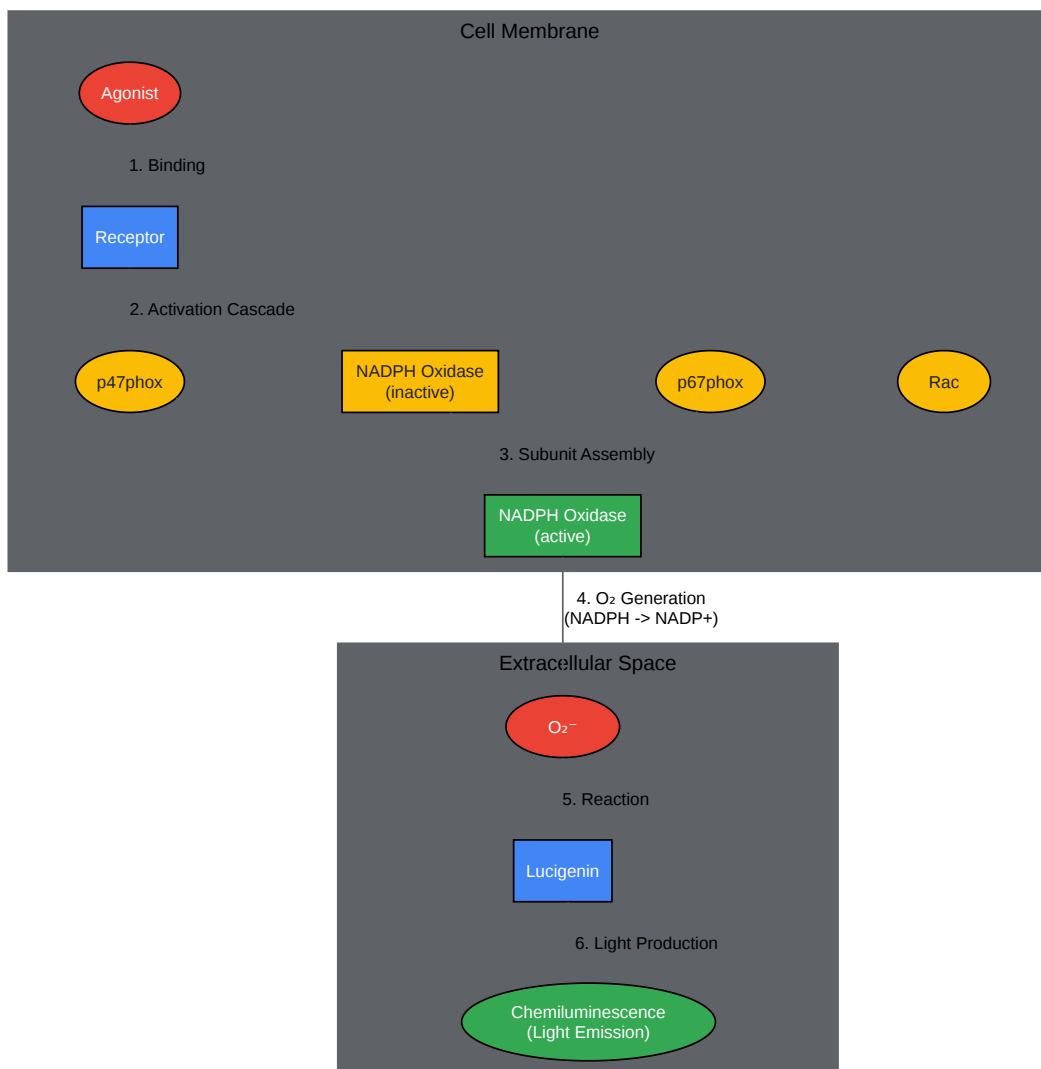 Cell Membrane
Agonist
1. Binding
Receptor
2. Activation Cascade
p47phox
NADPH Oxidase
(inactive)
p67phox
Rac
3. Subunit Assembly
NADPH Oxidase
(active)
4. O₂ Generation
(NADPH -> NADP+)
Extracellular Space
O₂⁻
5. Reaction
Lucigenin
6. Light Production
Chemiluminescence
(Light Emission)